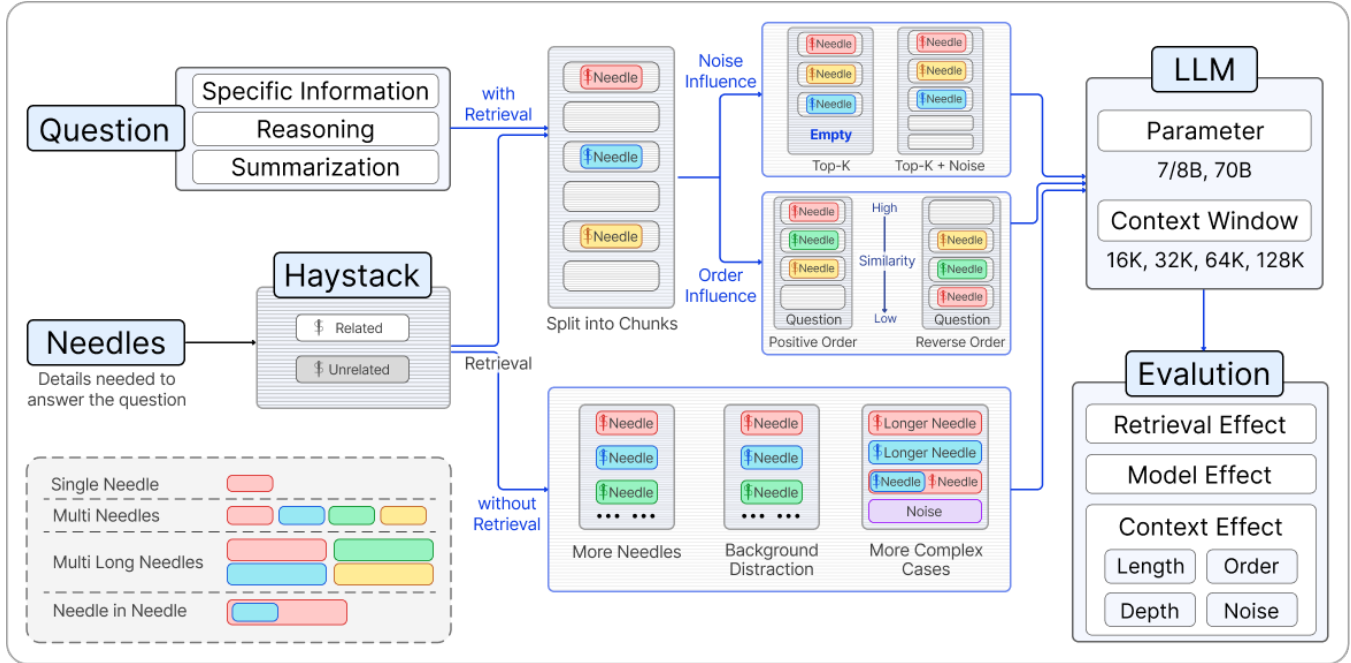 Question
Specific Information
Reasoning
Summarization
with
Retrieval
Needles
Details needed to
answer the question
Haystack
Related
Unrelated
Retrieval
Needle
Needle
Needle
Split into Chunks
Noise
Influence
Needle
Needle
Needle
Empty
Top-K
Needle
Needle
Needle
Top-K + Noise
Order
Influence
Needle
Needle
Needle
Question
Positive Order
High
Similarity
Low
Needle
Needle
Needle
Question
Reverse Order
without
Retrieval
Needle
Needle
Needle
... ...
More Needles
Needle
Needle
Needle
... ...
Background
Distraction
Longer Needle
Longer Needle
Needle Needle
Noise
More Complex
Cases
LLM
Parameter
7/8B, 70B
Context Window
16K, 32K, 64K, 128K
Evalution
Retrieval Effect
Model Effect
Context Effect
Length Order
Depth Noise
Single Needle
Multi Needles
Multi Long Needles
Needle in Needle